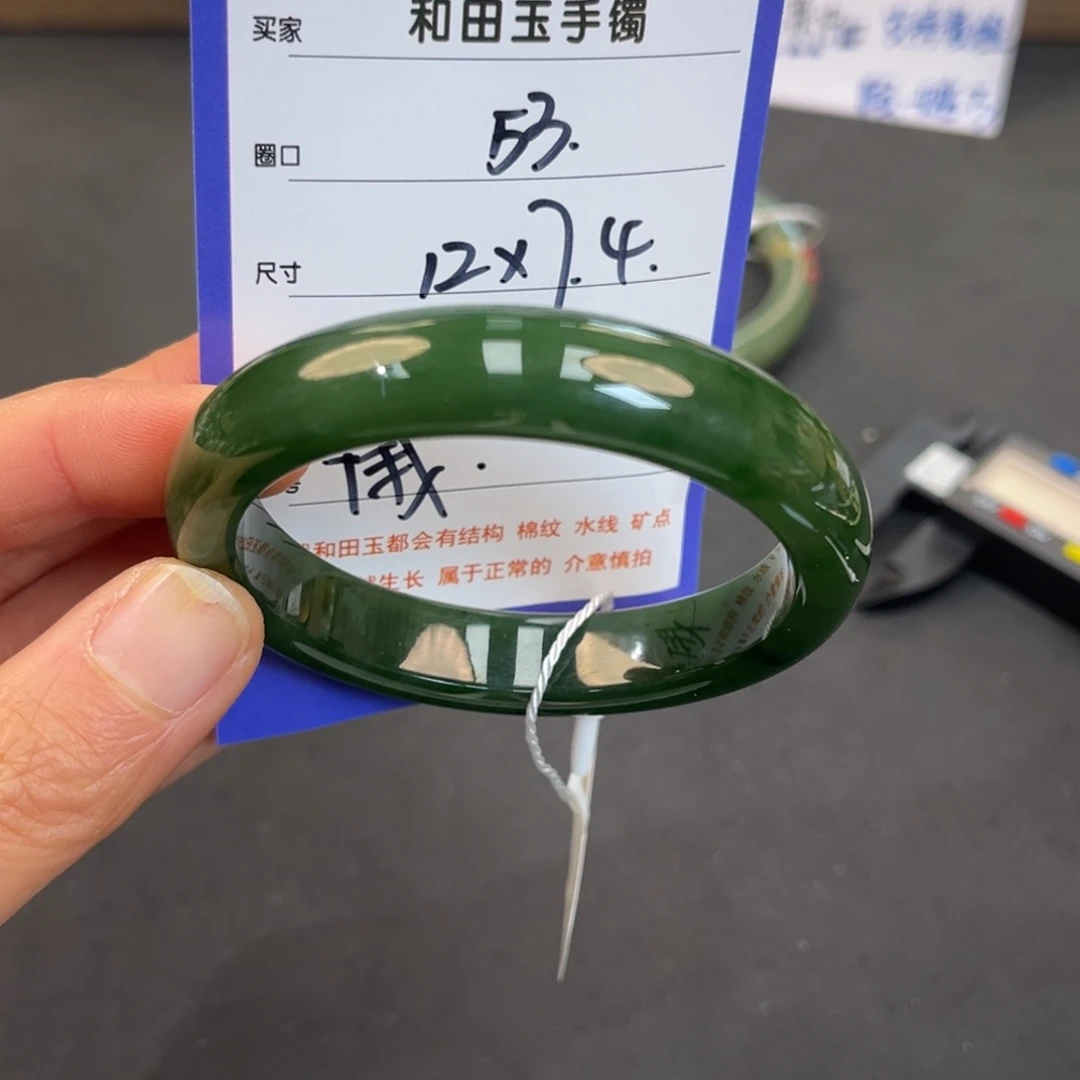 买家 和田玉手镯
圈口 53.
尺寸 12×7.4.
俄.
和田玉都会有结构 棉纹 水线 矿点
生长 属于正常的 介意慎拍